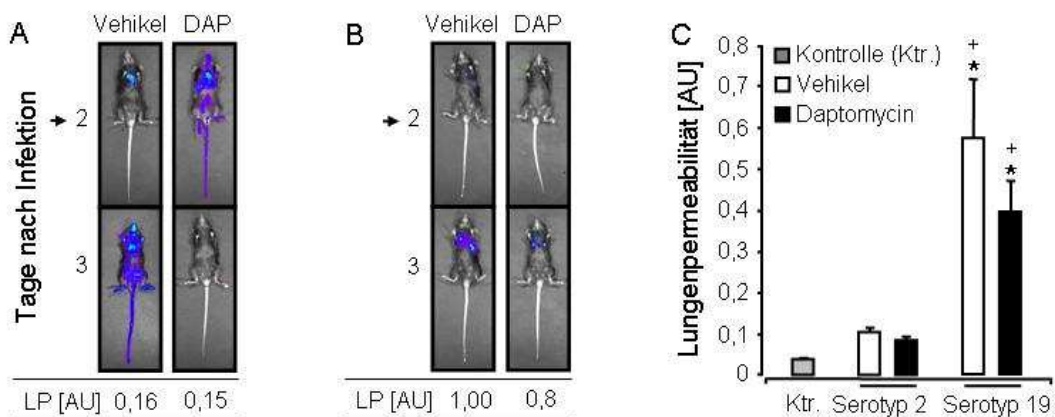 A
Vehikel DAP
Tage nach Infektion
2
3
LP [AU] 0,16 0,15
B
Vehikel DAP
2
3
LP [AU] 1,00 0,8
C
Lungenpermeabilität [AU]
0,8
0,7
0,6
0,5
0,4
0,3
0,2
0,1
0
Kontrolle (Ktr.)
Vehikel
Daptomycin
+
*
+
*
Ktr. Serotyp 2 Serotyp 19